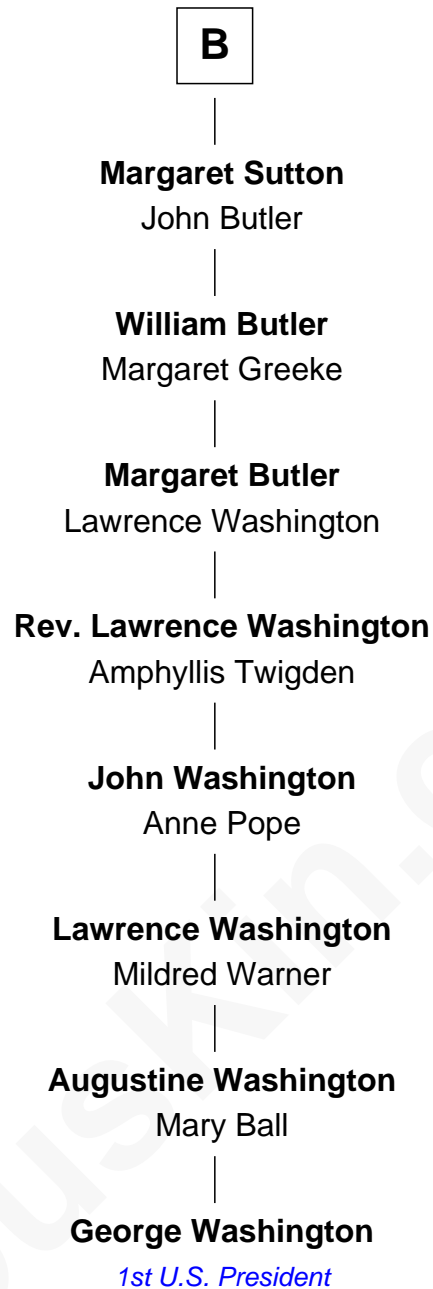 B
Margaret Sutton
John Butler
William Butler
Margaret Greeke
Margaret Butler
Lawrence Washington
Rev. Lawrence Washington
Amphyllis Twigden
John Washington
Anne Pope
Lawrence Washington
Mildred Warner
Augustine Washington
Mary Ball
George Washington
1st U.S. President